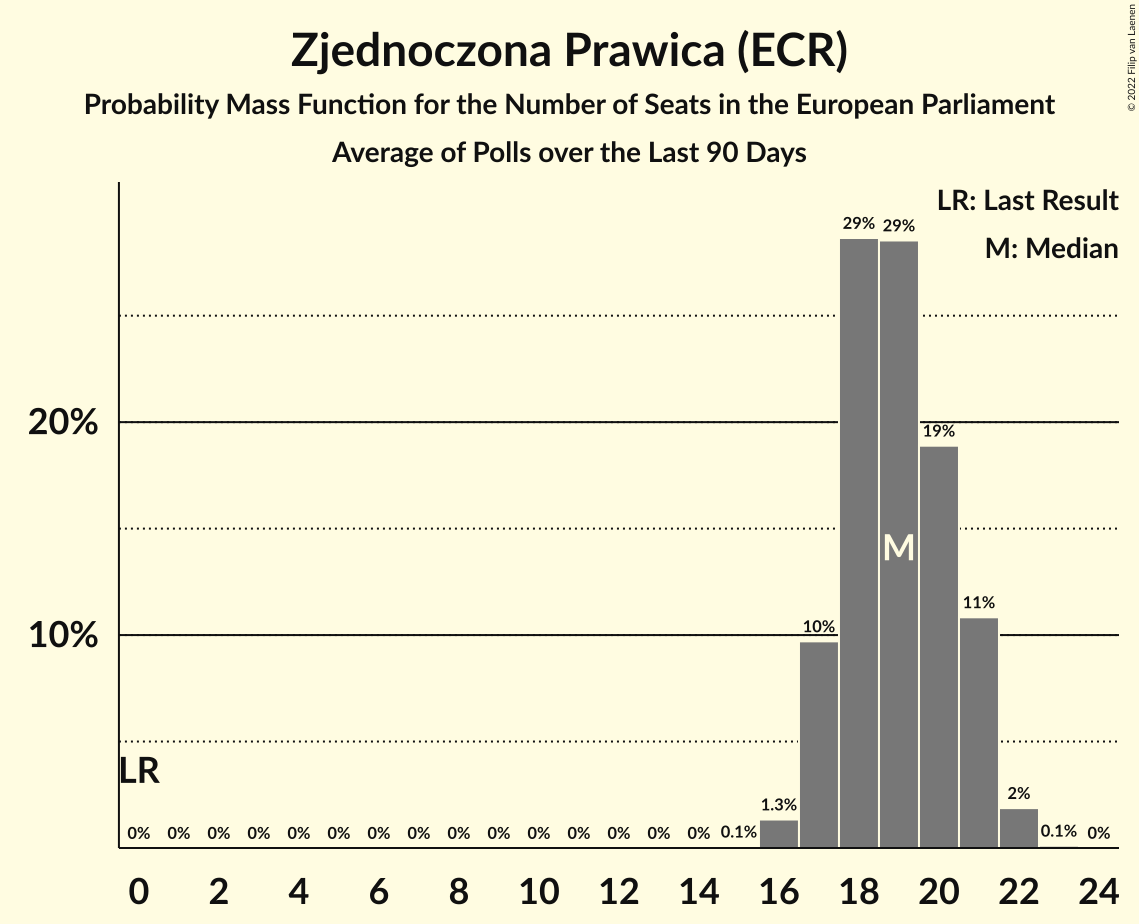 Zjednoczona Prawica (ECR)
Probability Mass Function for the Number of Seats in the European Parliament
Average of Polls over the Last 90 Days
© 2022 Filip van Laenen
LR: Last Result
M: Median
29% 29%
20%
19%
M
11%
10%
10%
LR
1.3%
2%
0% 0% 0% 0% 0% 0% 0% 0% 0% 0% 0% 0% 0% 0% 0% 0.1% 0.1% 0%
0 2 4 6 8 10 12 14 16 18 20 22 24